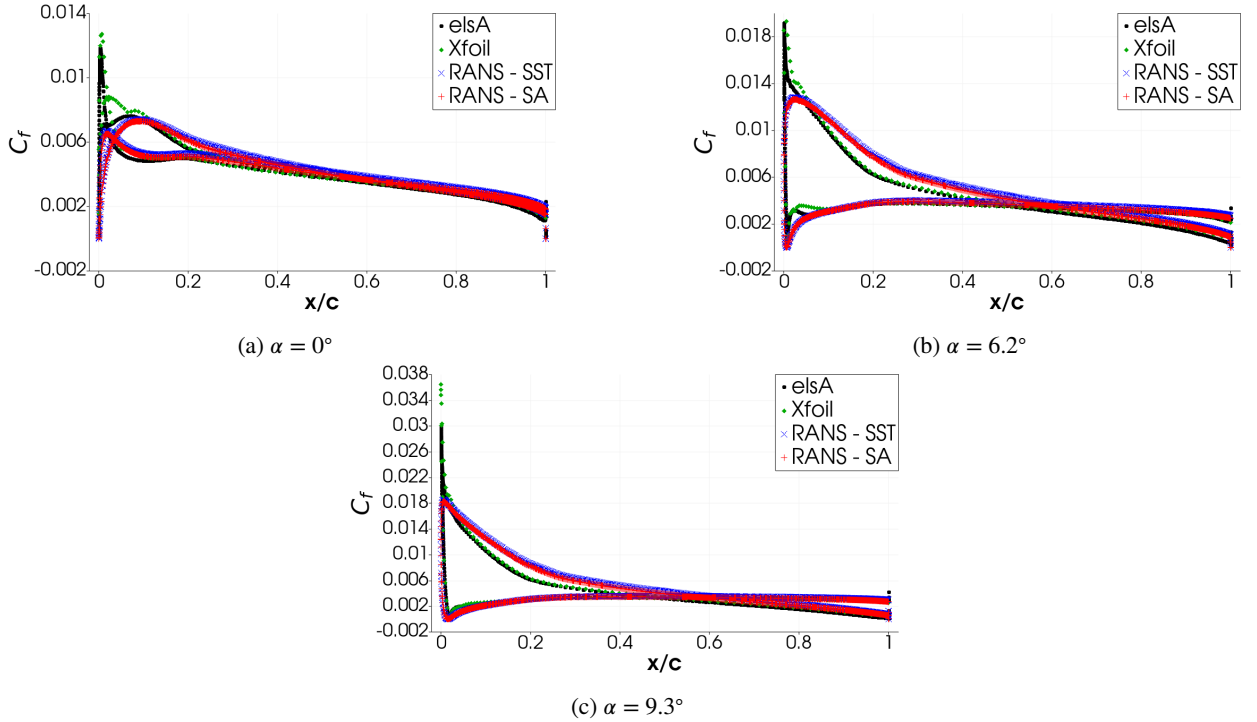 0.014
0.01
0.006
0.002
-0.002
C_f
0 0.2 0.4 0.6 0.8 1
x/c
elsA
Xfoil
RANS - SST
RANS - SA
(a) α = 0°
0.018
0.014
0.01
0.006
0.002
-0.002
C_f
0 0.2 0.4 0.6 0.8 1
x/c
elsA
Xfoil
RANS - SST
RANS - SA
(b) α = 6.2°
0.038
0.034
0.03
0.026
0.022
0.018
0.014
0.01
0.006
0.002
-0.002
C_f
0 0.2 0.4 0.6 0.8 1
x/c
elsA
Xfoil
RANS - SST
RANS - SA
(c) α = 9.3°